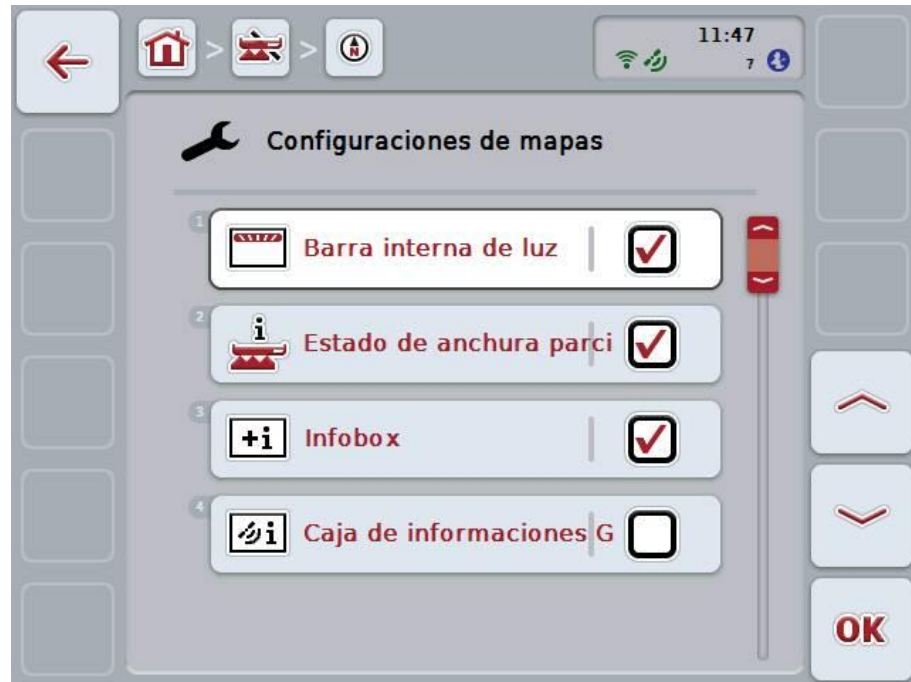 11:47
7
Configuraciones de mapas
1
Barra interna de luz
2
Estado de anchura parci
3
+i Infobox
4
Caja de informaciones G
OK